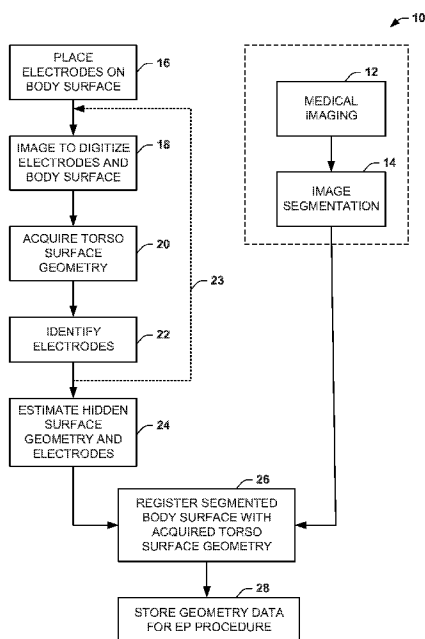 10
PLACE
ELECTRODES ON
BODY SURFACE
16
IMAGE TO DIGITIZE
ELECTRODES AND
BODY SURFACE
18
ACQUIRE TORSO
SURFACE
GEOMETRY
20
23
IDENTIFY
ELECTRODES
22
ESTIMATE HIDDEN
SURFACE
GEOMETRY AND
ELECTRODES
24
12
MEDICAL
IMAGING
14
IMAGE
SEGMENTATION
26
REGISTER SEGMENTED
BODY SURFACE WITH
ACQUIRED TORSO
SURFACE GEOMETRY
28
STORE GEOMETRY DATA
FOR EP PROCEDURE